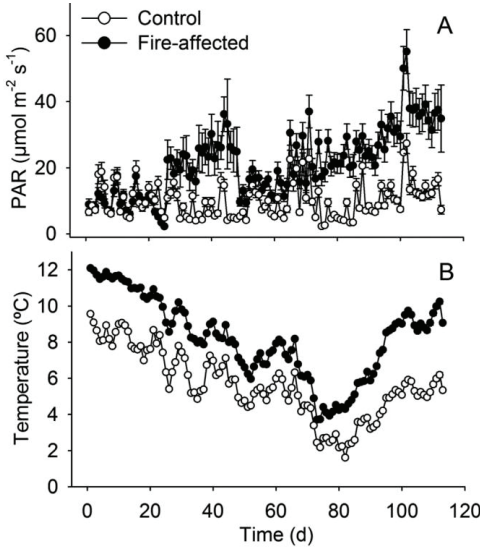 Control
Fire-affected
A
60
40
20
0
PAR (µmol m⁻² s⁻¹)
B
12
10
8
6
4
2
0
Temperature (ºC)
0 20 40 60 80 100 120
Time (d)